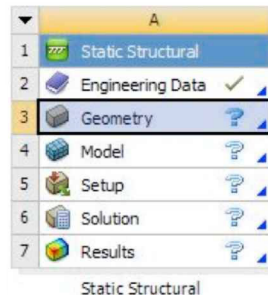 A
1 Static Structural
2 Engineering Data
3 Geometry
4 Model
5 Setup
6 Solution
7 Results
Static Structural